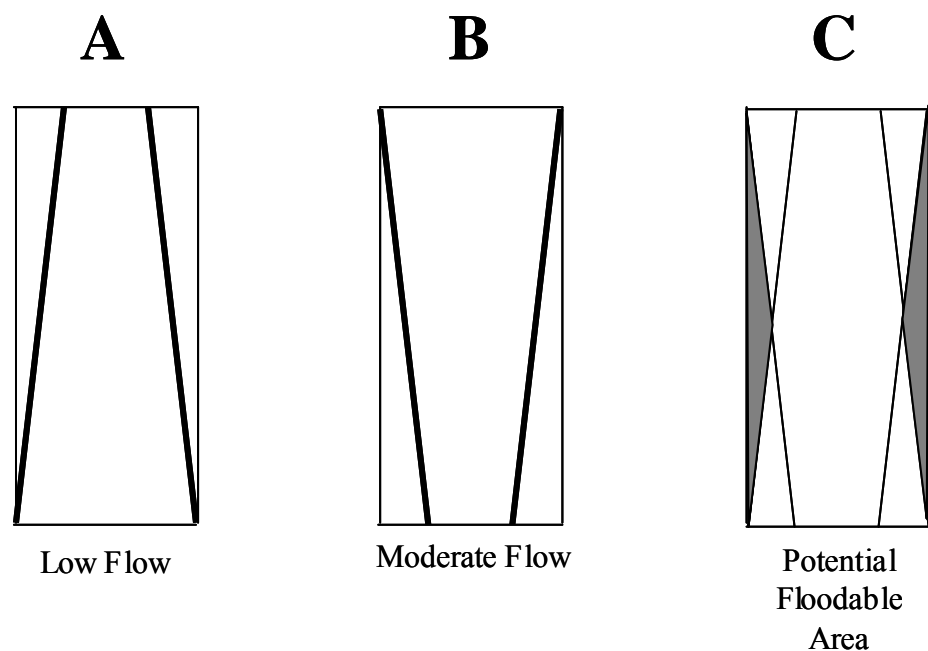 A B C
Low Flow
Moderate Flow
Potential
Floodable
Area